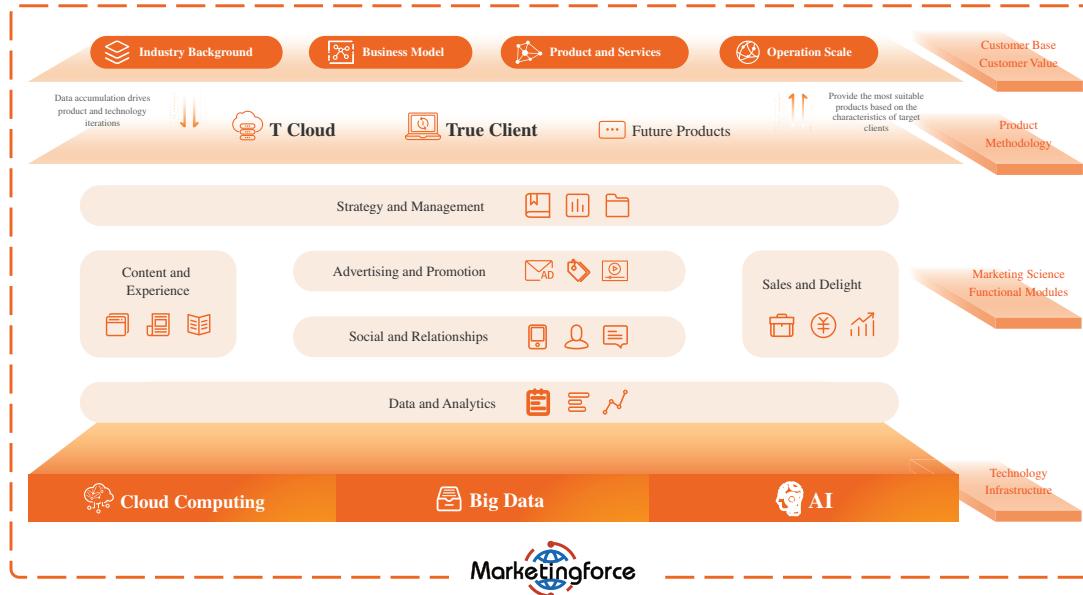 Industry Background
Business Model
Product and Services
Operation Scale
Customer Base
Customer Value
Data accumulation drives
product and technology
iterations
T Cloud
True Client
Future Products
Provide the most suitable
products based on the
characteristics of target
clients
Product
Methodology
Strategy and Management
Content and
Experience
Advertising and Promotion
AD
Social and Relationships
Sales and Delight
Marketing Science
Functional Modules
Data and Analytics
Cloud Computing
Big Data
AI
Technology
Infrastructure
Marketingforce